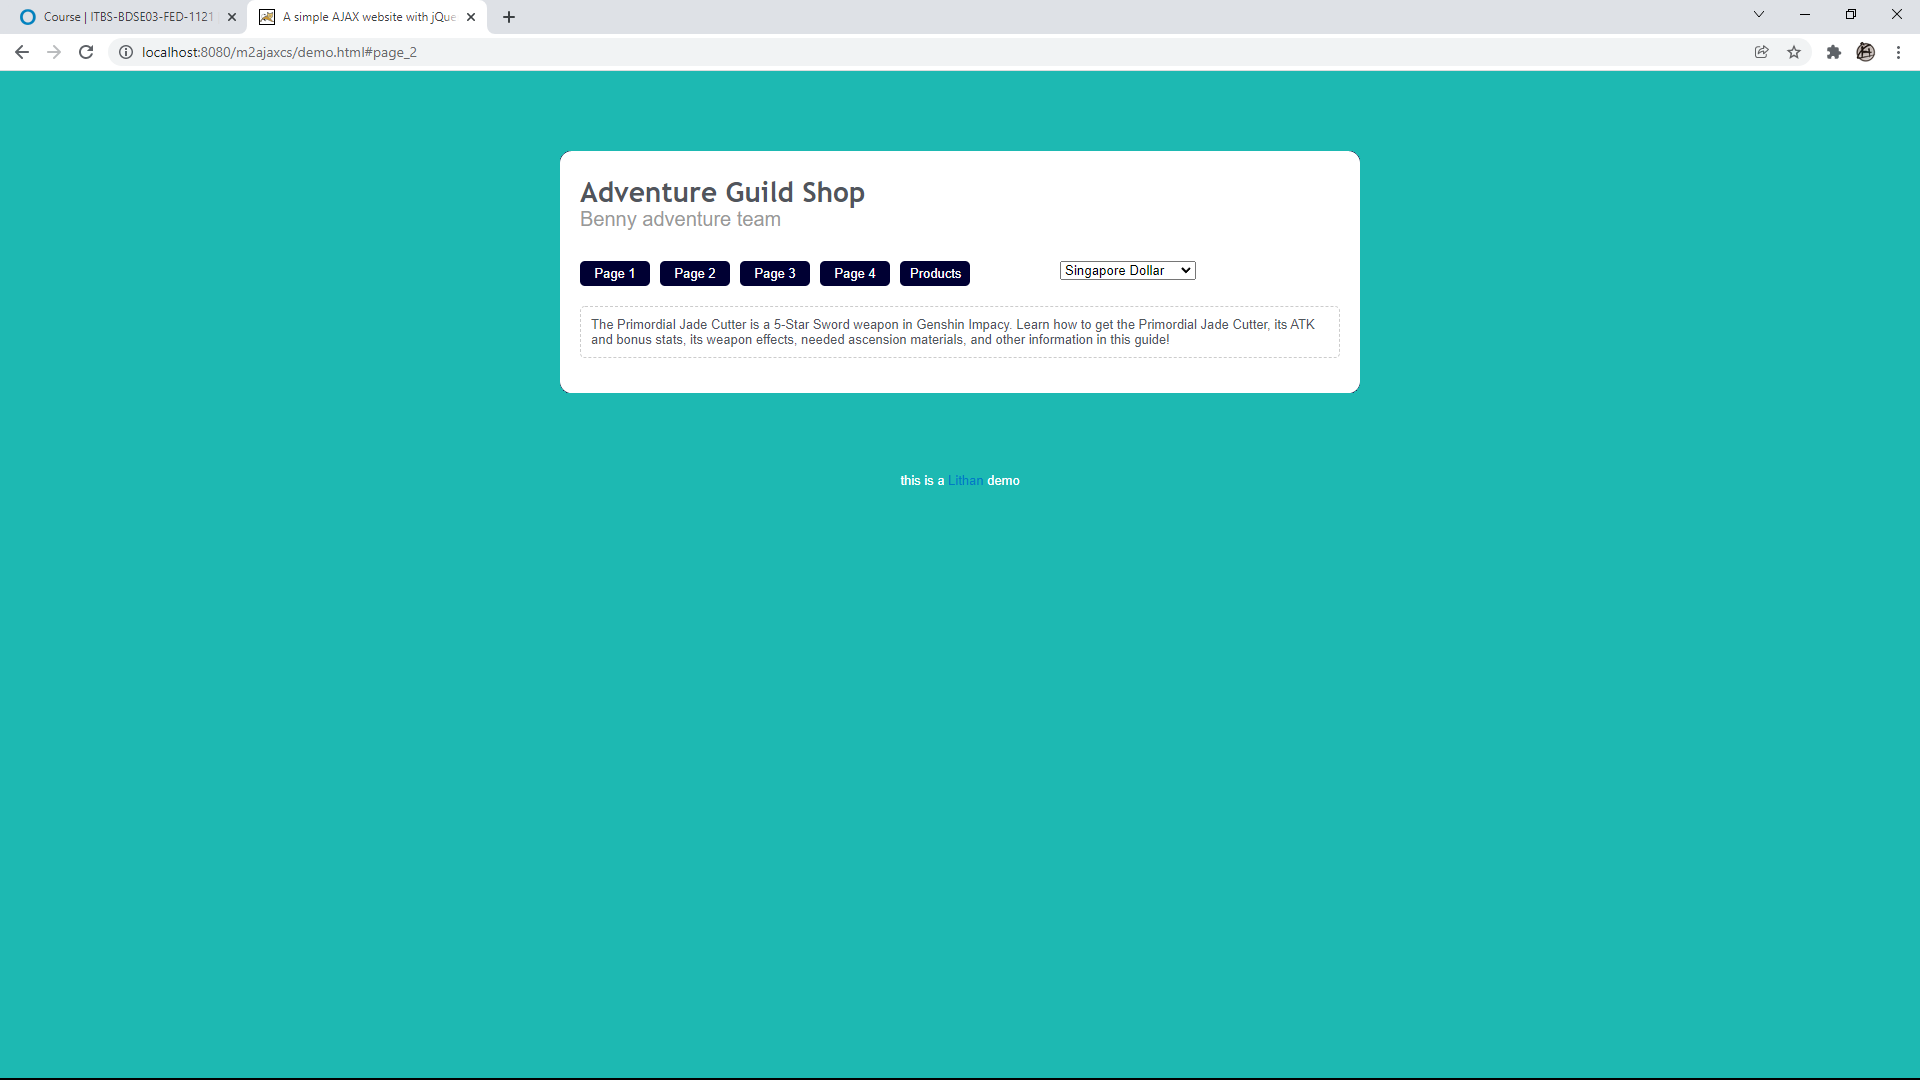 Course | ITBS-BDSE03-FED-1121
A simple AJAX website with jQue
localhost:8080/m2ajaxcs/demo.html#page_2
Adventure Guild Shop
Benny adventure team
Page 1 Page 2 Page 3 Page 4 Products Singapore Dollar
The Primordial Jade Cutter is a 5-Star Sword weapon in Genshin Impacy. Learn how to get the Primordial Jade Cutter, its ATK
and bonus stats, its weapon effects, needed ascension materials, and other information in this guide!
this is a Lithan demo